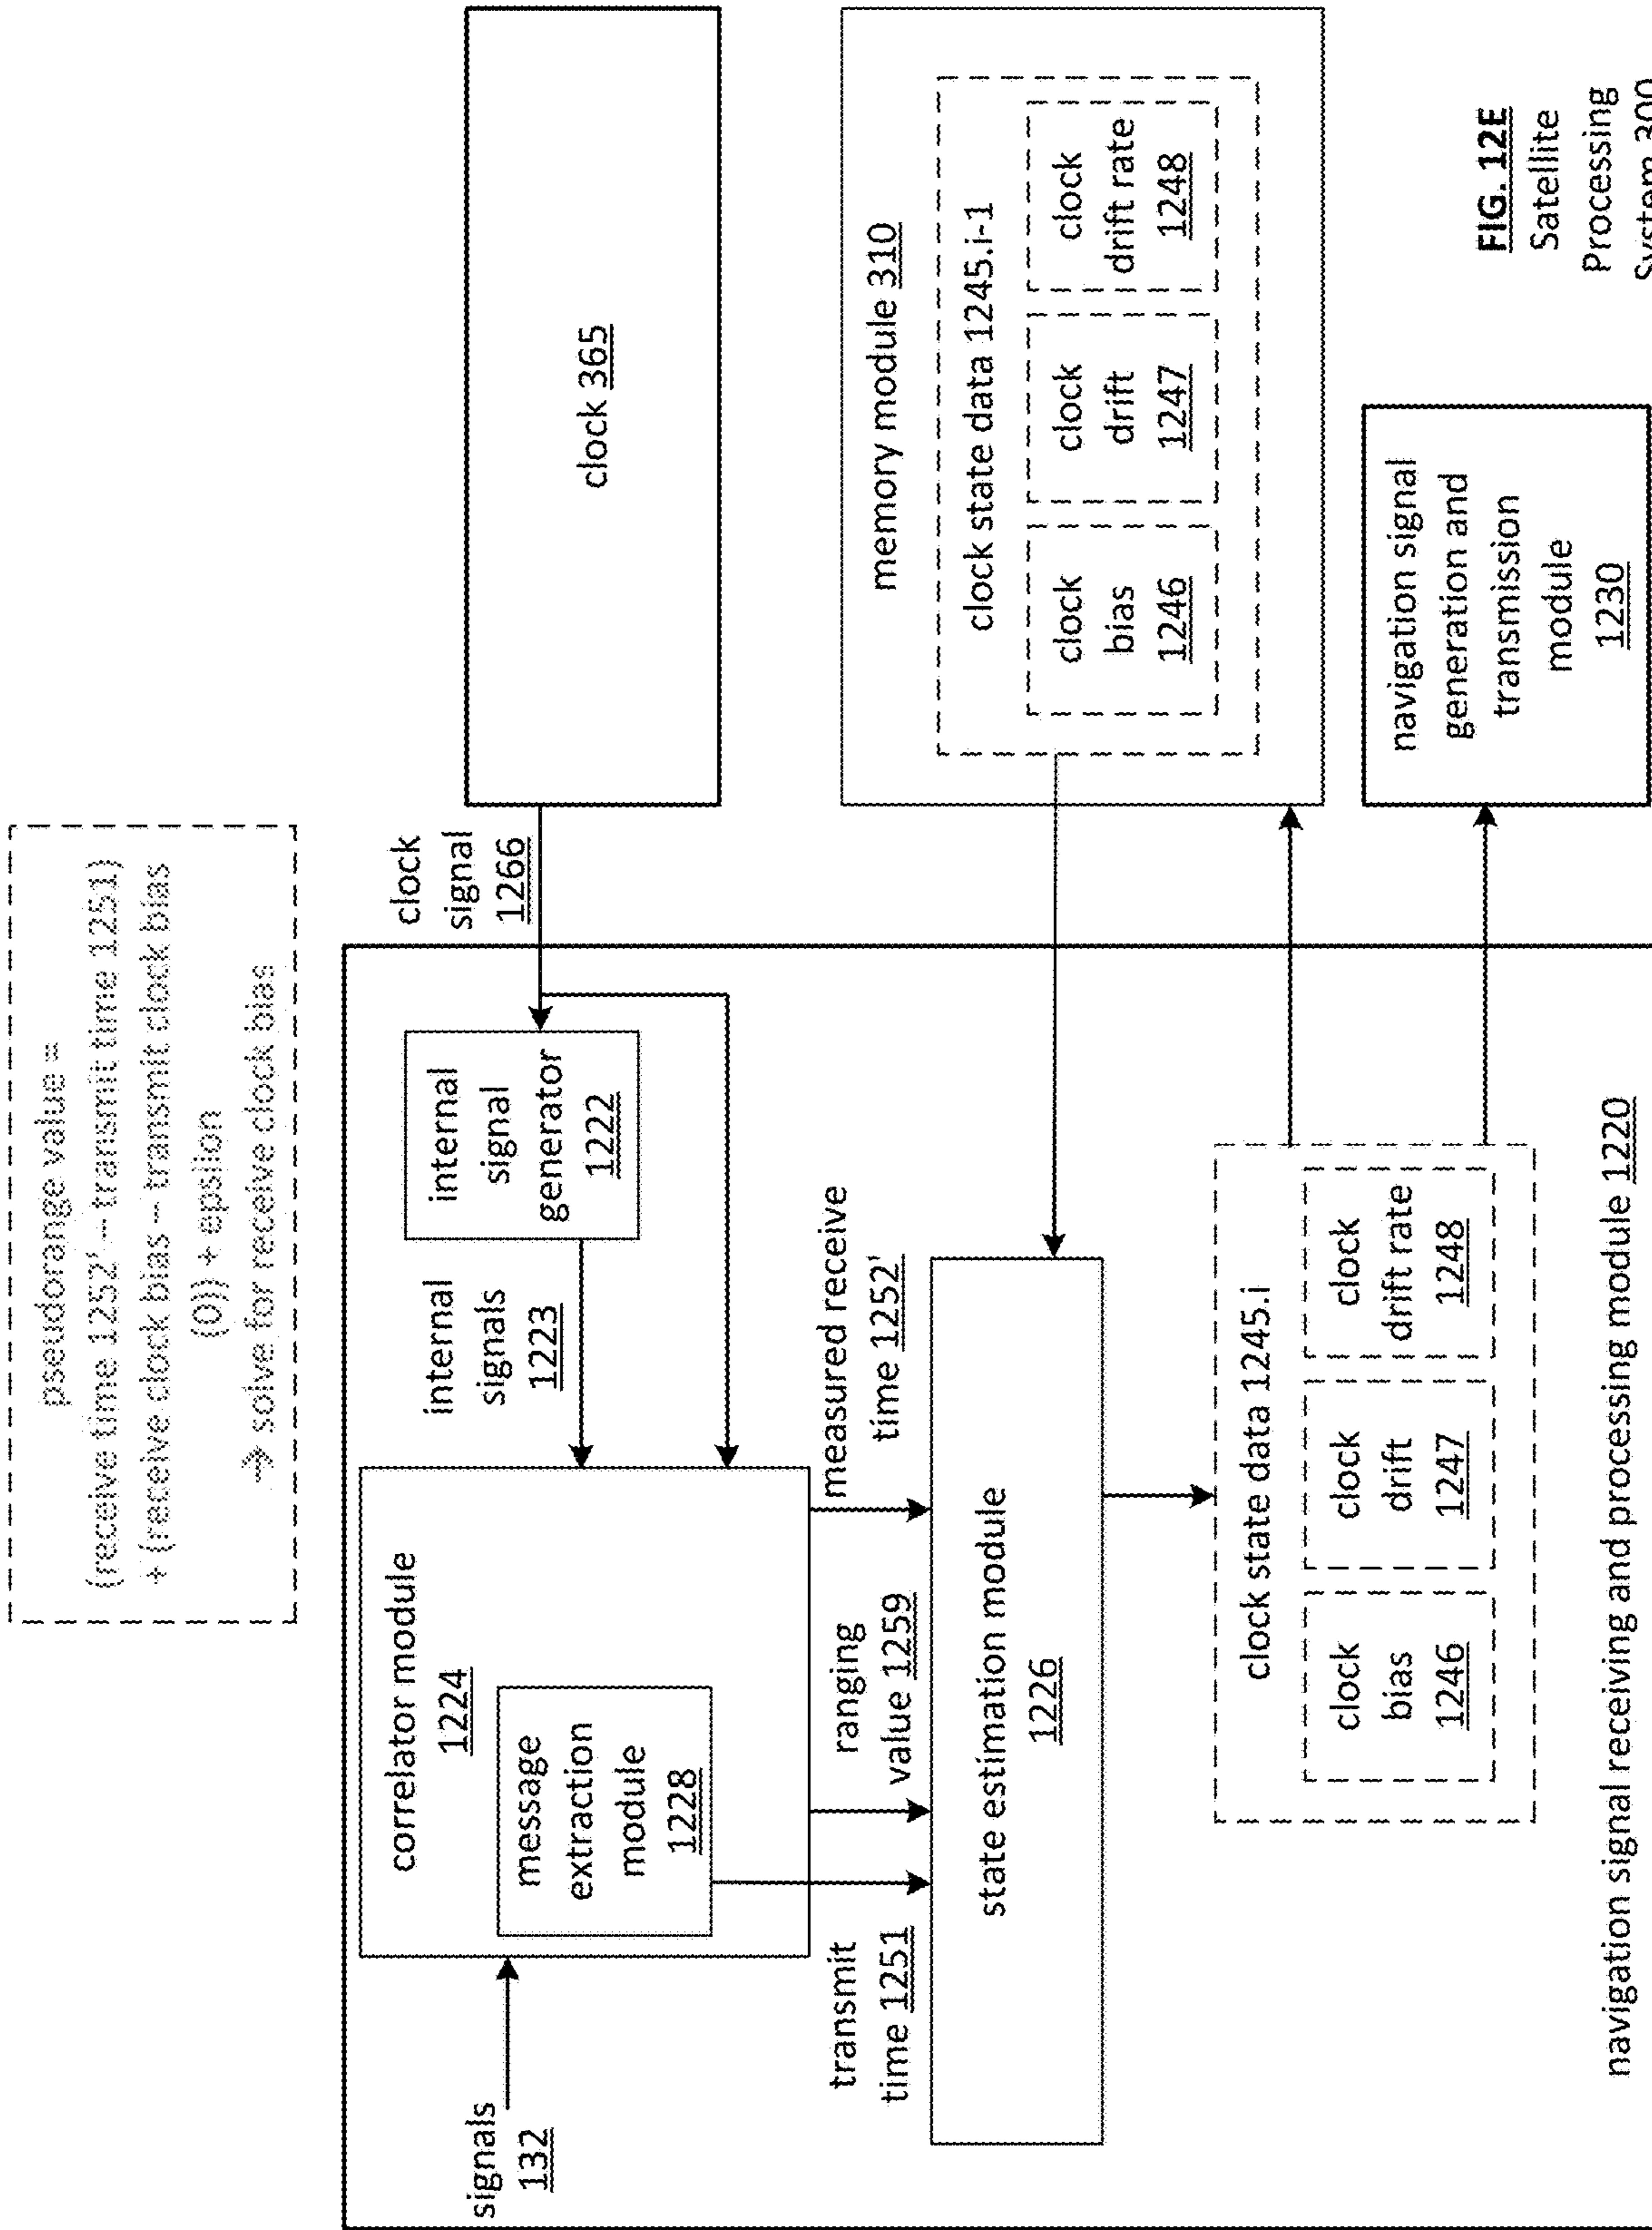 pseudorange value =
(receive time 1252' – transmit time 1251)
+ (receive clock bias – transmit clock bias
(0)) + epsilon
→ solve for receive clock bias
signals
132
correlator module
1224
message
extraction
module
1228
internal
signals
1223
internal
signal
generator
1222
clock
signal
1266
clock 365
transmit
time 1251
ranging
value 1259
measured receive
time 1252'
state estimation module
1226
memory module 310
clock state data 1245.i-1
clock
bias
1246
clock
drift
1247
clock
drift rate
1248
clock state data 1245.i
clock
bias
1246
clock
drift
1247
clock
drift rate
1248
navigation signal
generation and
transmission
module
1230
navigation signal receiving and processing module 1220
FIG. 12E
Satellite
Processing
System 300